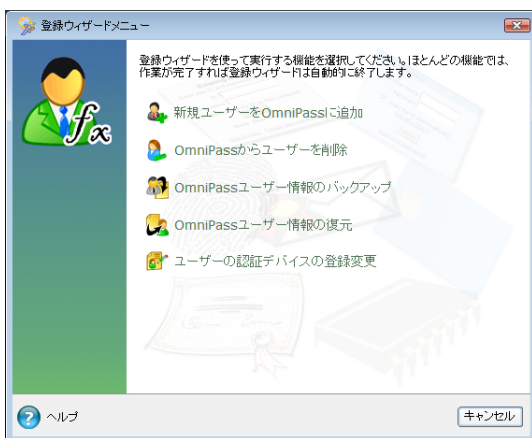 登録ウィザードメニュー
登録ウィザードを使って実行する機能を選択してください。ほとんどの機能では、
作業が完了すれば登録ウィザードは自動的に終了します。
fx
新規ユーザーをOmniPassに追加
OmniPassからユーザーを削除
OmniPassユーザー情報のバックアップ
OmniPassユーザー情報の復元
ユーザーの認証デバイスの登録変更
ヘルプ
キャンセル